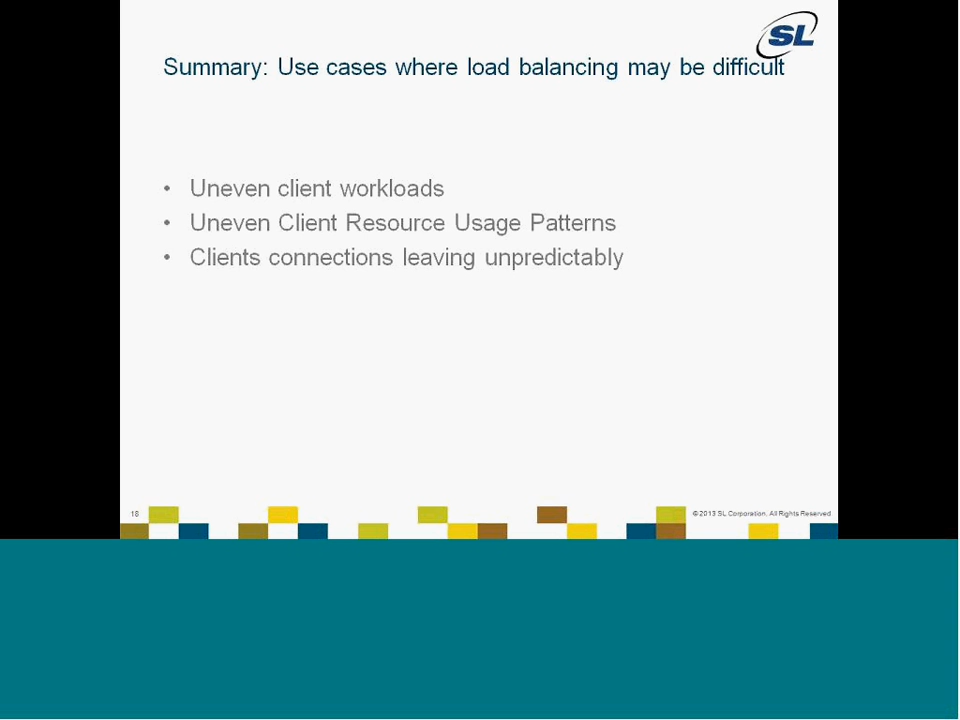 SL
Summary: Use cases where load balancing may be difficult
• Uneven client workloads
• Uneven Client Resource Usage Patterns
• Clients connections leaving unpredictably
18
© 2013 SL Corporation. All Rights Reserved